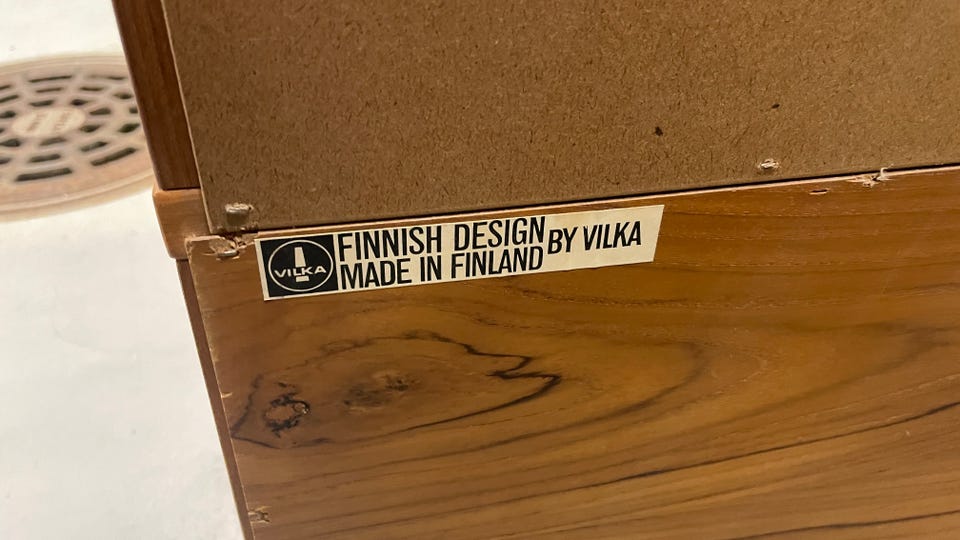 VILKA
FINNISH DESIGN BY VILKA
MADE IN FINLAND